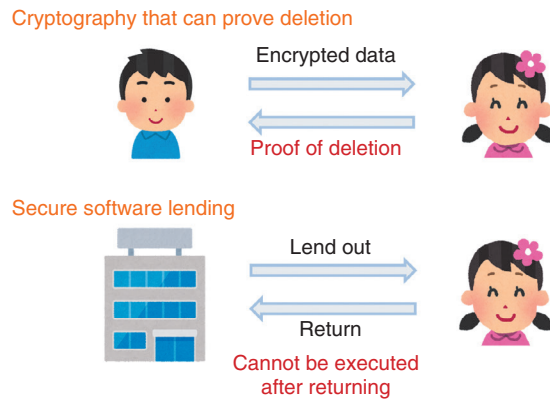 Cryptography that can prove deletion
Encrypted data
Proof of deletion
Secure software lending
Lend out
Return
Cannot be executed
after returning